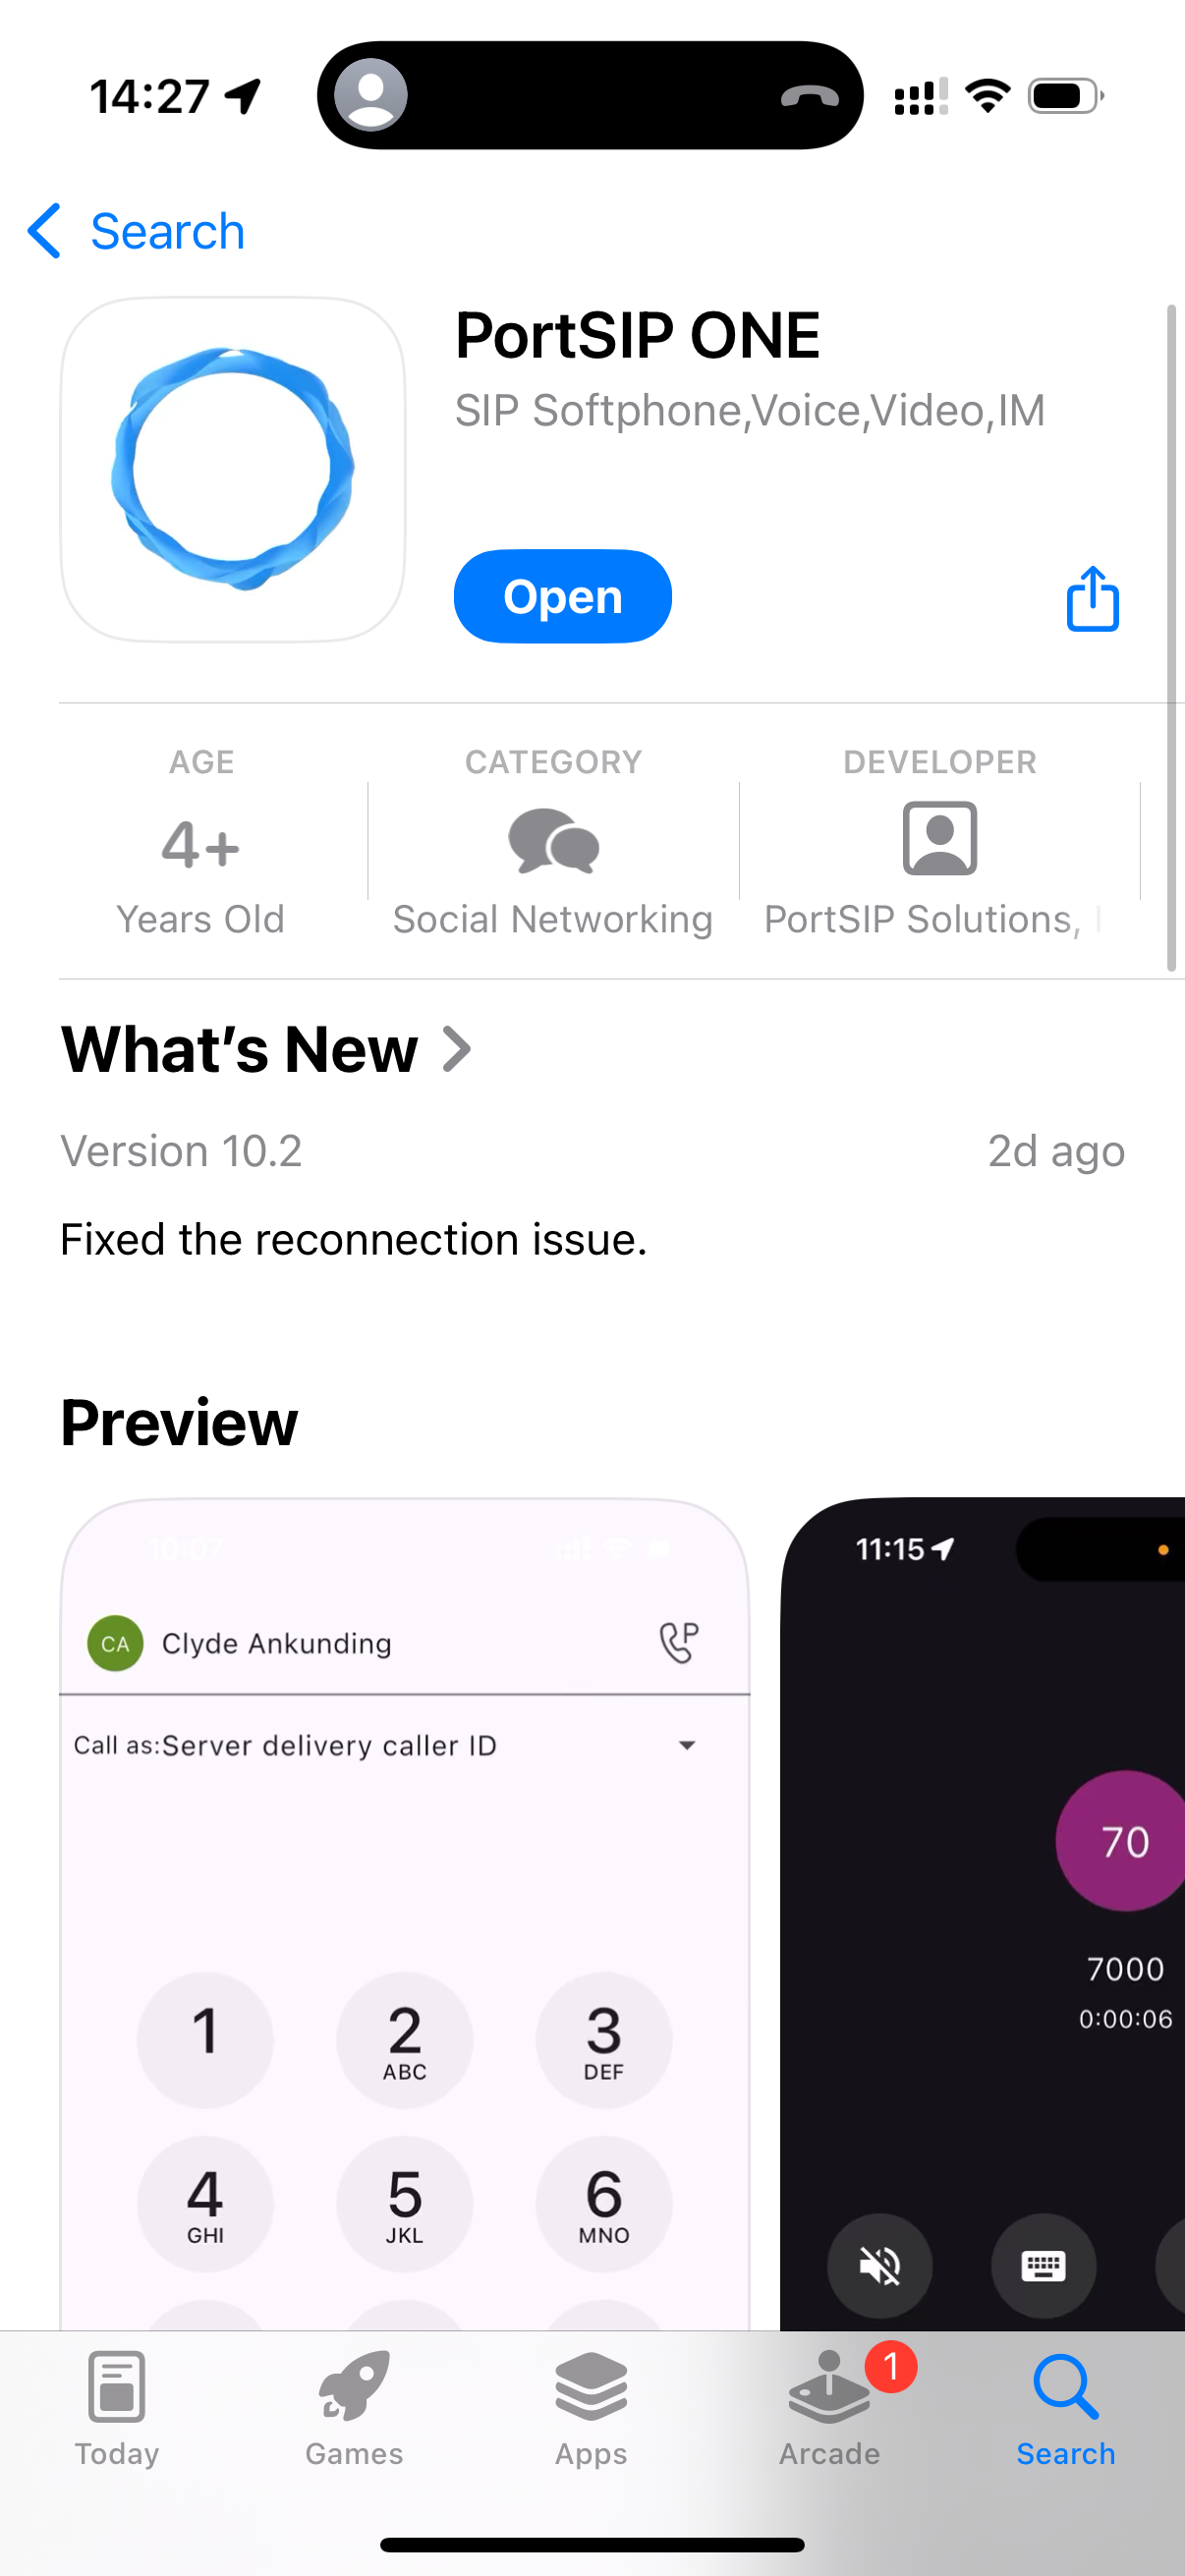 14:27
Search
PortSIP ONE
SIP Softphone,Voice,Video,IM
Open
AGE
4+
Years Old
CATEGORY
Social Networking
DEVELOPER
PortSIP Solutions,
What's New
Version 10.2
2d ago
Fixed the reconnection issue.
Preview
10:07
CA
Clyde Ankunding
P
Call as:Server delivery caller ID
1
2
ABC
3
DEF
4
GHI
5
JKL
6
MNO
11:15
70
7000
0:00:06
Today
Games
Apps
Arcade
1
Search